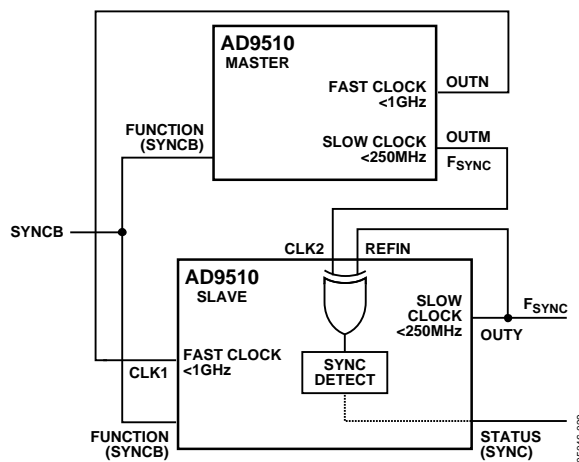 AD9510
MASTER
FAST CLOCK
<1GHz
OUTN
SLOW CLOCK
<250MHz
OUTM
FSYNC
FUNCTION
(SYNCB)
SYNCB
CLK2
REFIN
AD9510
SLAVE
SLOW
CLOCK
<250MHz
FSYNC
OUTY
FAST CLOCK
<1GHz
CLK1
SYNC
DETECT
FUNCTION
(SYNCB)
STATUS
(SYNC)